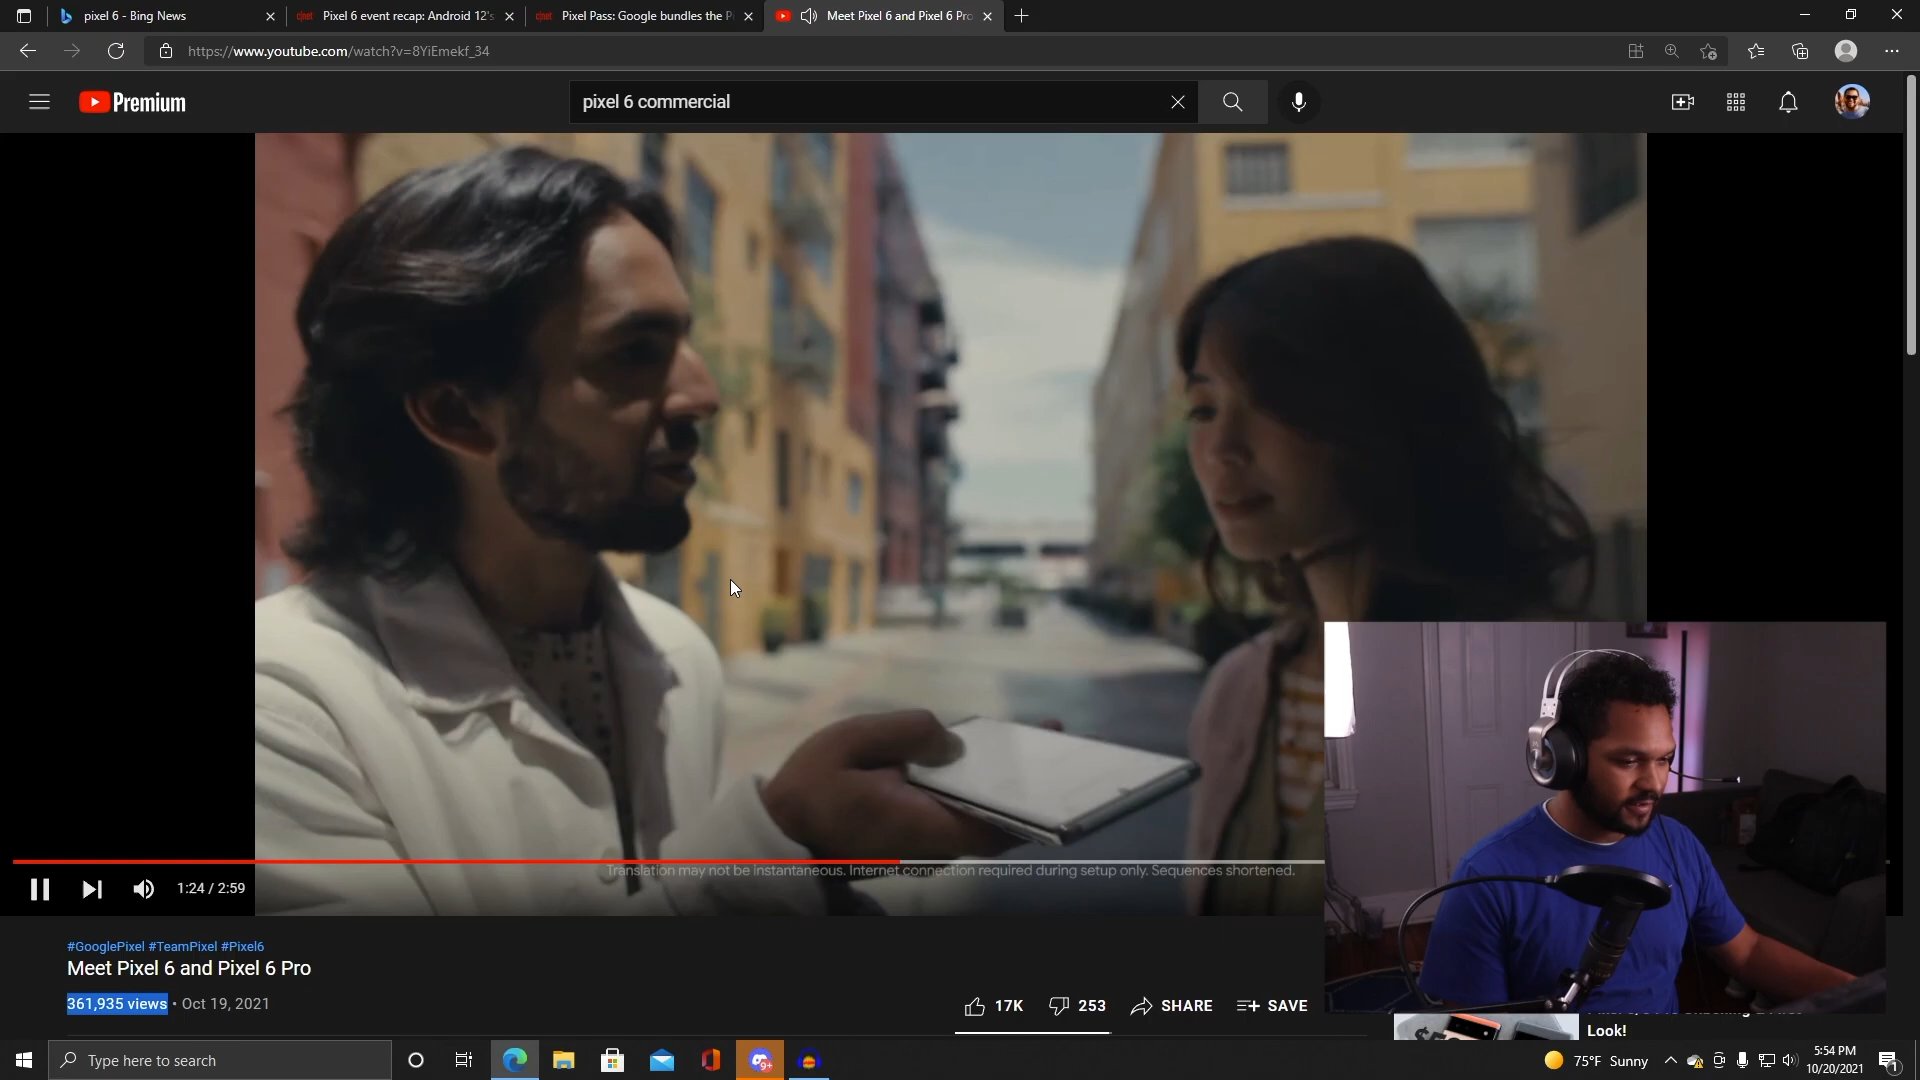 pixel 6 - Bing News
Pixel 6 event recap: Android 12's
Pixel Pass: Google bundles the P
Meet Pixel 6 and Pixel 6 Pro
https://www.youtube.com/watch?v=8YiEmekf_34
Premium
pixel 6 commercial
Translation may not be instantaneous. Internet connection required during setup only. Sequences shortened.
1:24 / 2:59
#GooglePixel #TeamPixel #Pixel6
Meet Pixel 6 and Pixel 6 Pro
361,935 views • Oct 19, 2021
17K
253
SHARE
SAVE
Look!
Type here to search
9+
75°F Sunny
5:54 PM
10/20/2021
1